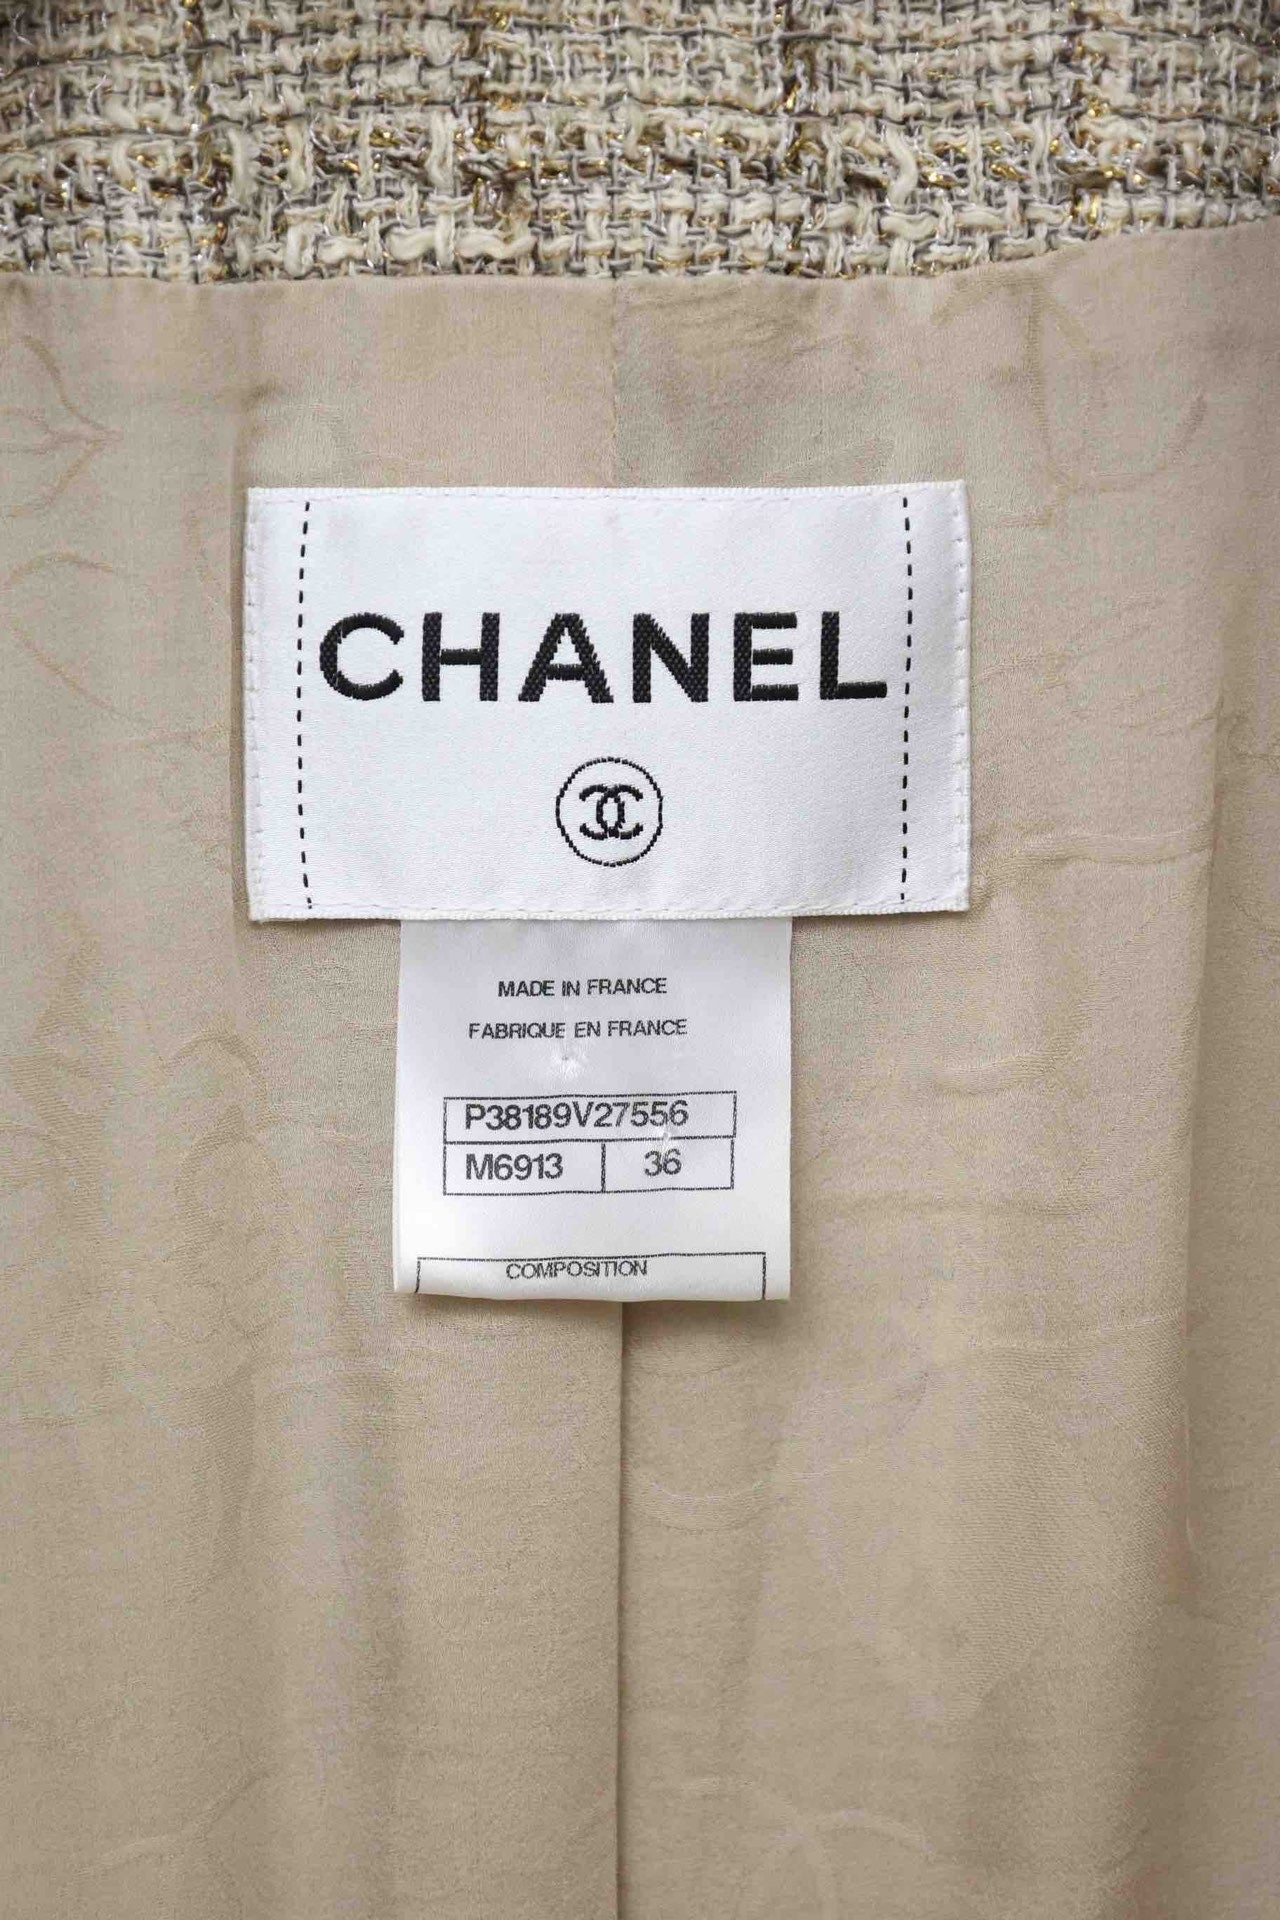 CHANEL
MADE IN FRANCE
FABRIQUE EN FRANCE
P38189V27556
M6913 36
COMPOSITION